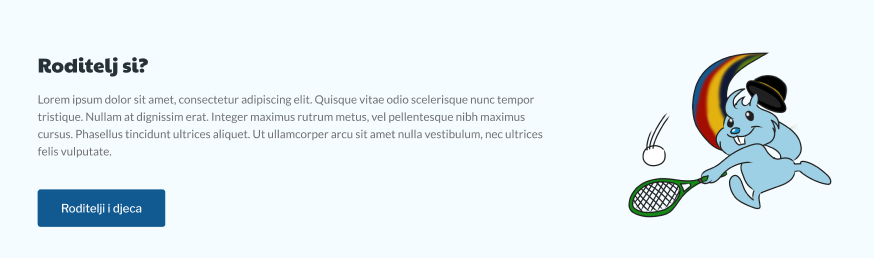 Roditelj si?
Lorem ipsum dolor sit amet, consectetur adipiscing elit. Quisque vitae odio scelerisque nunc tempor
tristique. Nullam at dignissim erat. Integer maximus rutrum metus, vel pellentesque nibh maximus
cursus. Phasellus tincidunt ultrices aliquet. Ut ullamcorper arcu sit amet nulla vestibulum, nec ultrices
felis vulputate.
Roditelji i djeca